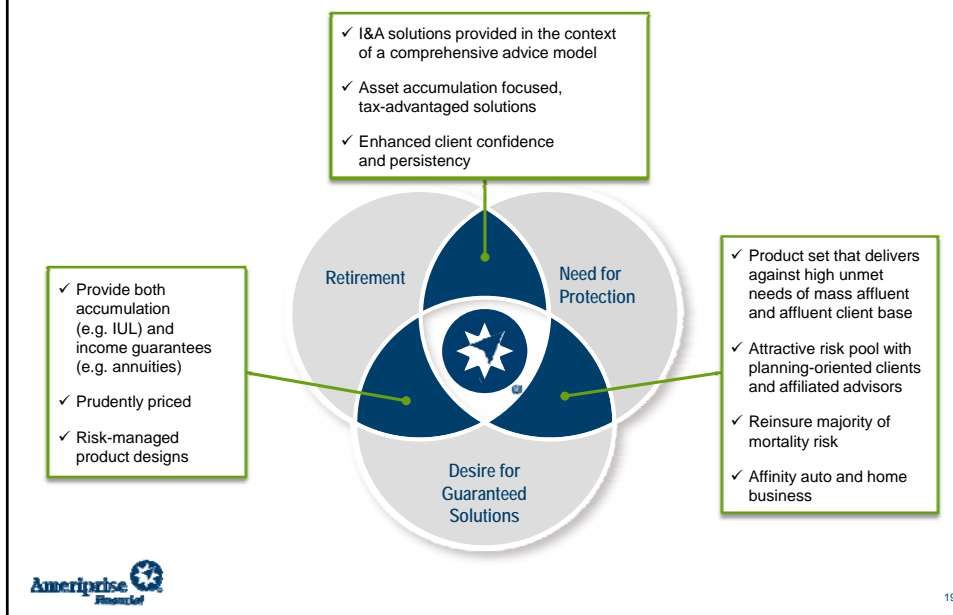 ✓ I&A solutions provided in the context
of a comprehensive advice model
✓ Asset accumulation focused,
tax-advantaged solutions
✓ Enhanced client confidence
and persistency
Retirement
Need for
Protection
✓ Provide both
accumulation
(e.g. IUL) and
income guarantees
(e.g. annuities)
✓ Prudently priced
✓ Risk-managed
product designs
✓ Product set that delivers
against high unmet
needs of mass affluent
and affluent client base
✓ Attractive risk pool with
planning-oriented clients
and affiliated advisors
✓ Reinsure majority of
mortality risk
✓ Affinity auto and home
business
Desire for
Guaranteed
Solutions
Ameriprise
Financial
19